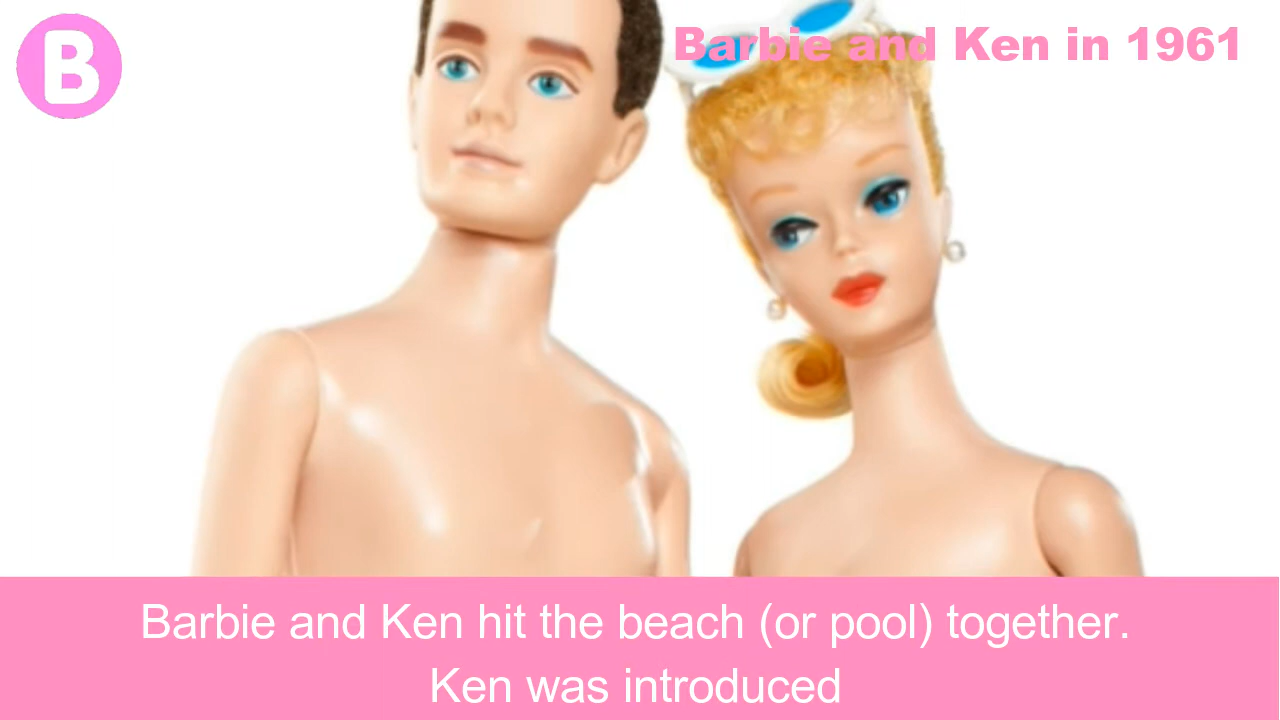 B
Barbie and Ken in 1961
Barbie and Ken hit the beach (or pool) together.
Ken was introduced